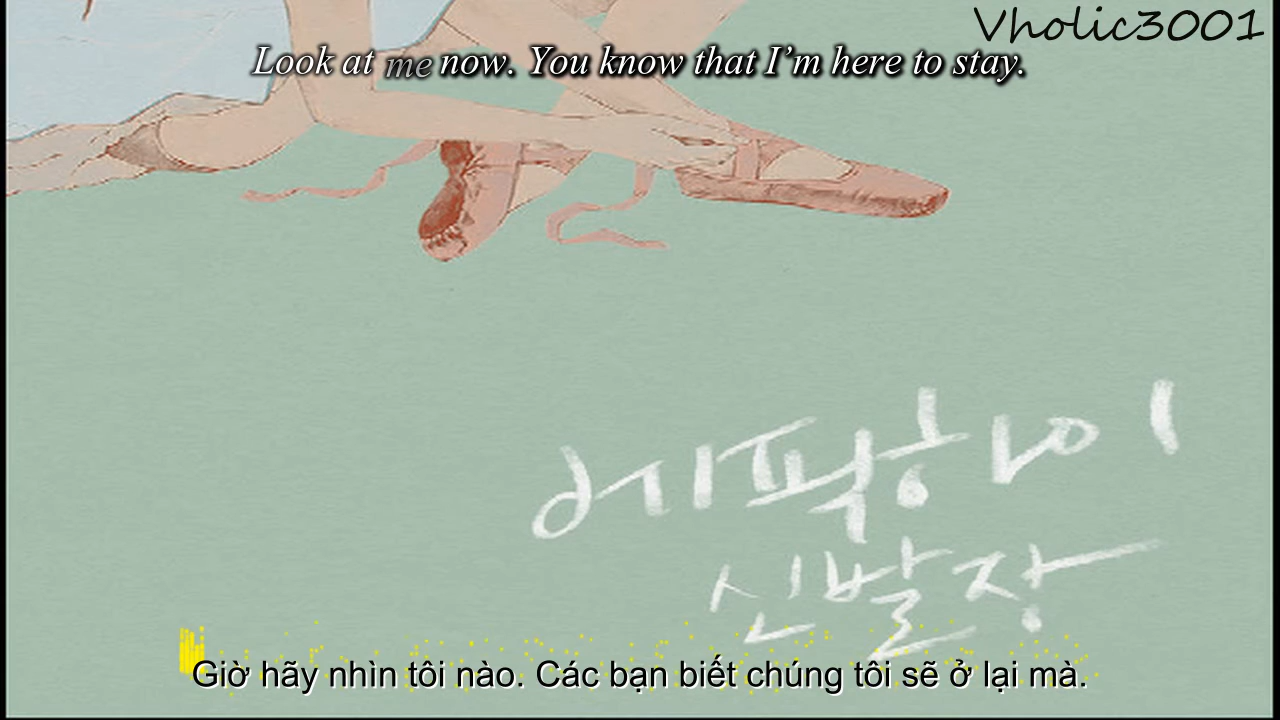 Vholic3001
Look at me now. You know that I’m here to stay.
에픽하이
신발장
Giờ hãy nhìn tôi nào. Các bạn biết chúng tôi sẽ ở lại mà.